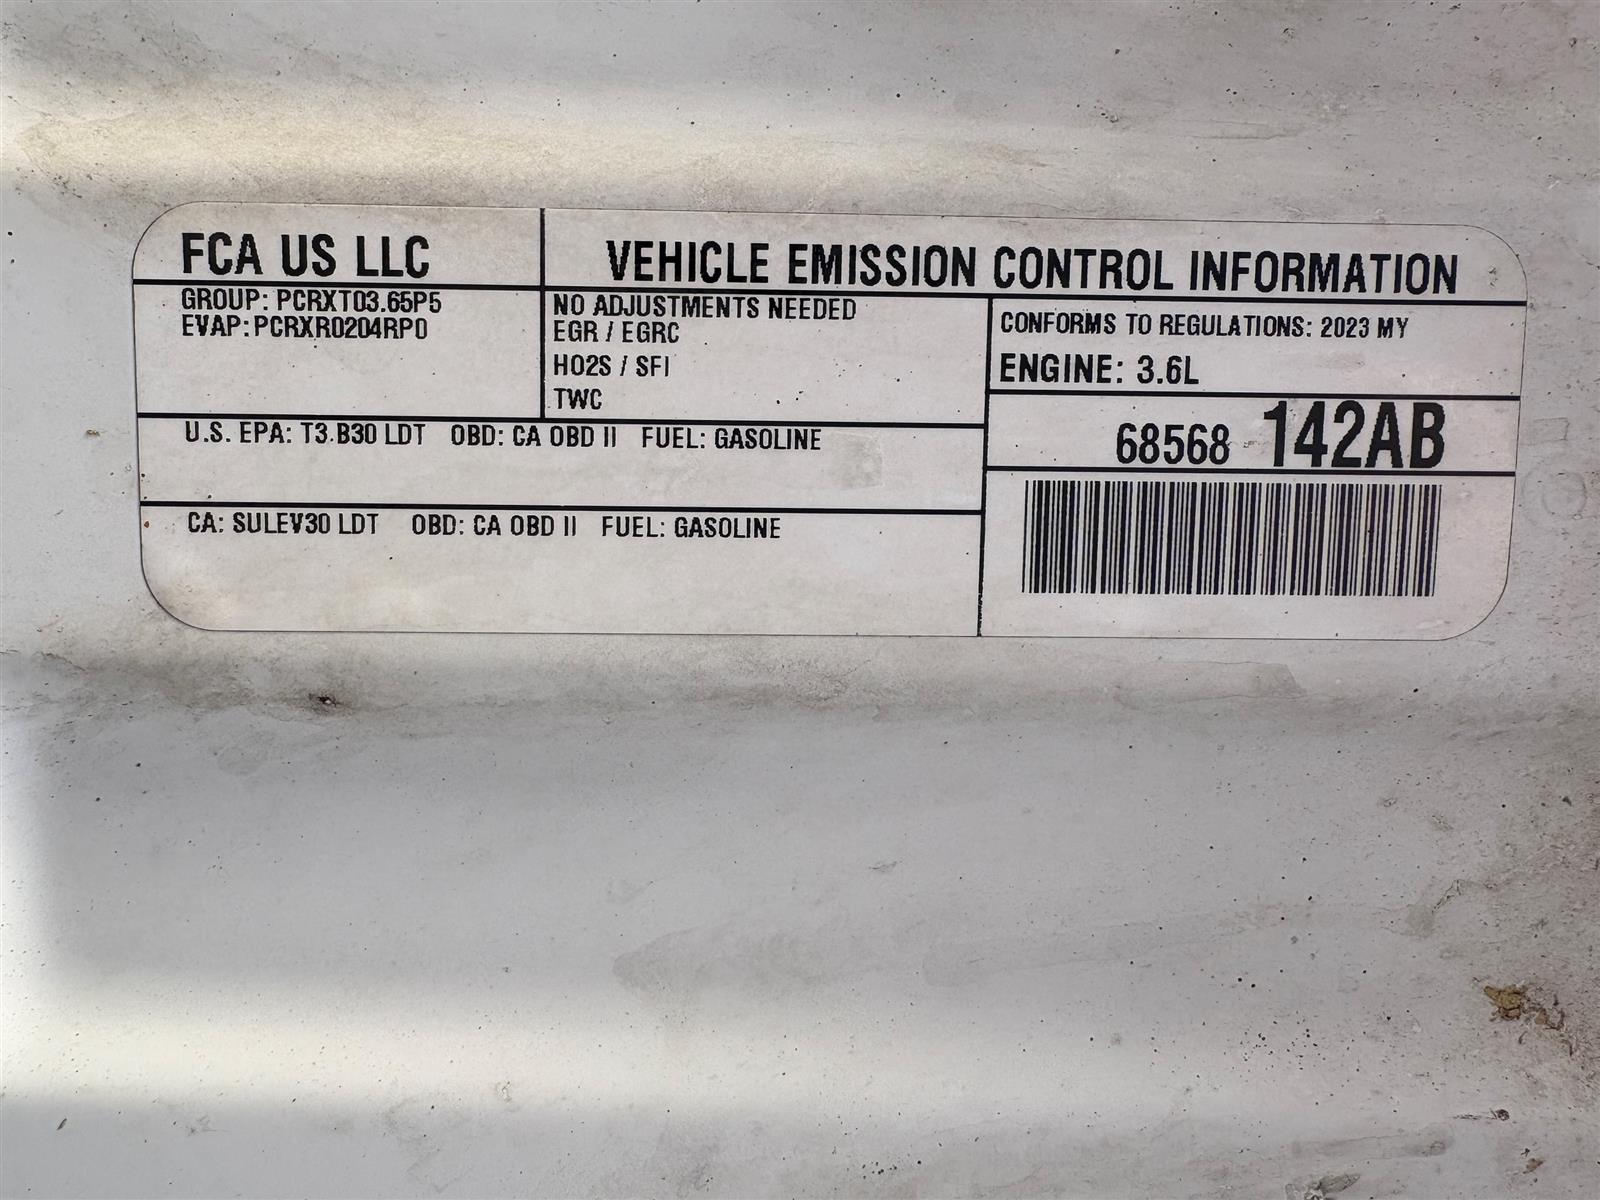 FCA US LLC
VEHICLE EMISSION CONTROL INFORMATION
GROUP: PCRXT03.65P5
EVAP: PCRXR0204RP0
NO ADJUSTMENTS NEEDED
EGR / EGRC
HO2S / SFI
TWC
CONFORMS TO REGULATIONS: 2023 MY
ENGINE: 3.6L
68568 142AB
U.S. EPA: T3 B30 LDT OBD: CA OBD II FUEL: GASOLINE
CA: SULEV30 LDT OBD: CA OBD II FUEL: GASOLINE